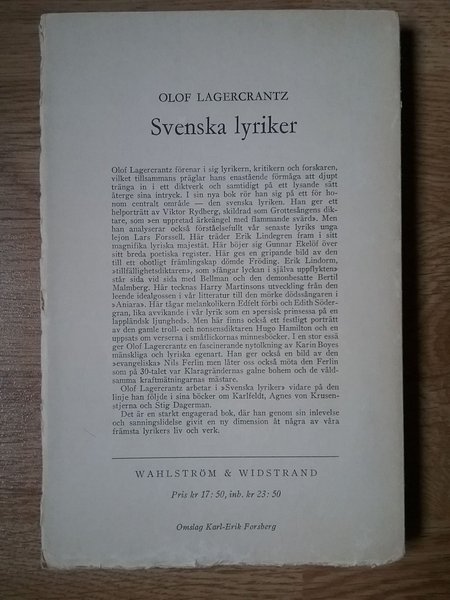 OLOF LAGERCRANTZ
Svenska lyriker
Olof Lagercrantz förenar i sig lyrikern, kritikern och forskaren,
vilket tillsammans präglar hans enastående förmåga att djupt
tränga in i ett diktverk och samtidigt på ett lysande sätt
återge sina intryck. I sin nya bok rör han sig på ett för ho-
nom centralt område — den svenska lyriken. Han ger ett
helporträtt av Viktor Rydberg, skildrad som Grottesångens dik-
tare, som »en uppretad ärkeängel med flammande svärd». Men
han analyserar också förståelsefullt vår senaste lyriks unga
lejon Lars Forssell. Här träder Erik Lindegren fram i sitt
magnifika lyriska majestät. Här böjer sig Gunnar Ekelöf över
sitt breda poetiska register. Här ges en gripande bild av den
till ett obotligt främlingskap dömde Fröding. Erik Lindorm,
»tillfällighetsdiktaren», som »fångar lyckan i själva uppflykten»
står sida vid sida med Bellman och den demonbesatte Bertil
Malmberg. Här tecknas Harry Martinsons utveckling från den
leende idealgossen i vår litteratur till den mörke dödssångaren i
»Aniara». Här tågar melankolikern Edfelt förbi och Edith Söder-
gran, lika avvikande i vår lyrik som en »persisk prinsessa på en
lappländsk ljunghed». Men här finns också ett festligt porträtt
av den gamle troll- och nonsensdiktaren Hugo Hamilton och en
uppsats om verserna i småflickornas minnesböcker. I en stor essä
ger Olof Lagercrantz en fascinerande nytolkning av Karin Boyes
mänskliga och lyriska egenart. Han ger också en bild av den
»evangeliska» Nils Ferlin men låter oss också möta den Ferlin
som på 30-talet var Klaragrändernas galne bohem och de våld-
samma kraftmätningarnas mästare.
Olof Lagercrantz arbetar i »Svenska lyriker» vidare på den
linje han följde i sina böcker om Karlfeldt, Agnes von Krusen-
stjerna och Stig Dagerman.
Det är en starkt engagerad bok, där han genom sin inlevelse
och sanningslidelse givit en ny dimension åt några av våra
främsta lyrikers liv och verk.
WAHLSTRÖM & WIDSTRAND
Pris kr 17:50, inb. kr 23:50
Omslag Karl-Erik Forsberg